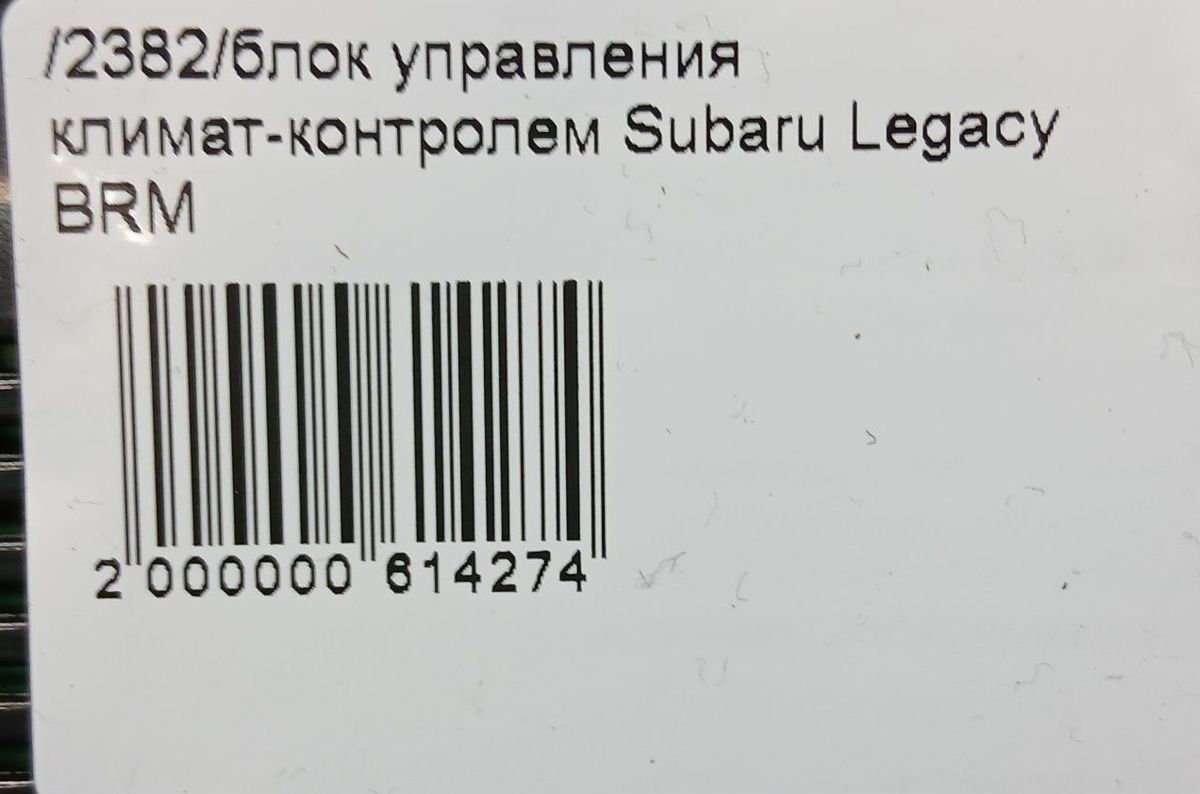 /2382/блок управления
климат-контролем Subaru Legacy
BRM
2 000000 614274